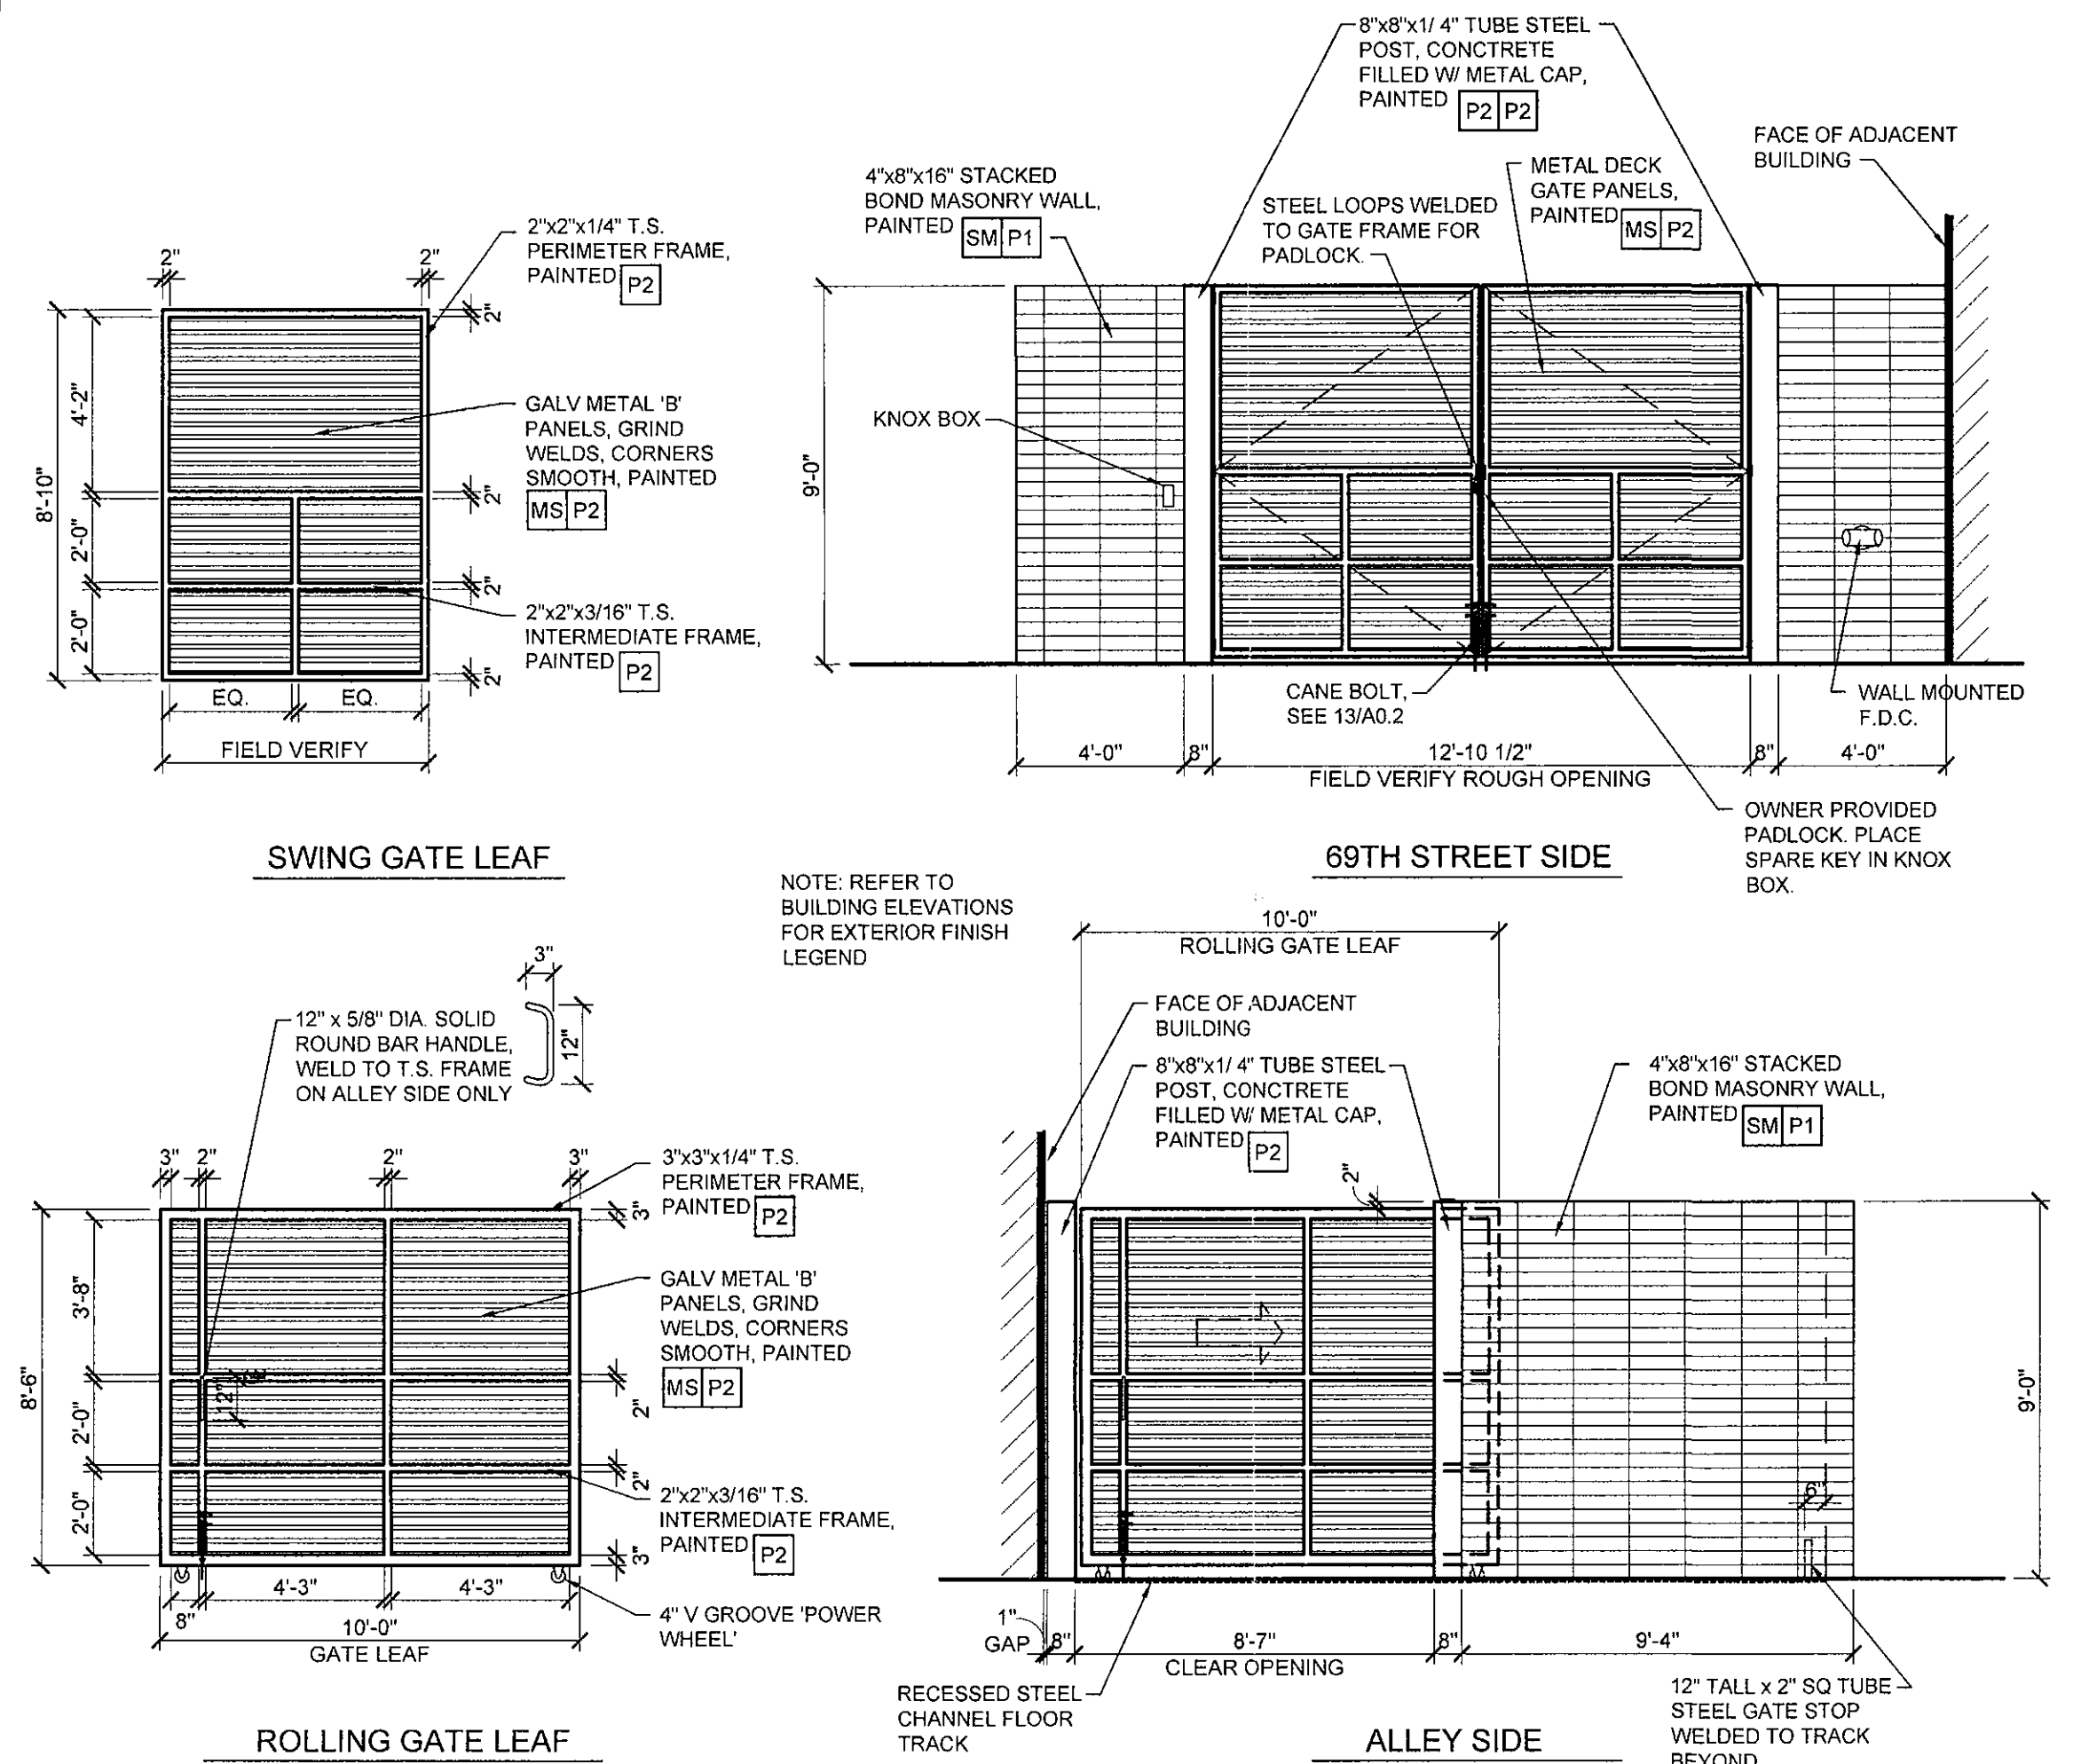 2"
2"
2"x2"x1/4" T.S.
PERIMETER FRAME,
PAINTED P2
2"
8'-10"
4'-2"
2'-0"
2'-0"
GALV METAL 'B'
PANELS, GRIND
WELDS, CORNERS
SMOOTH, PAINTED
MS P2
2"
2"
2"x2"x3/16" T.S.
INTERMEDIATE FRAME,
PAINTED P2
2"
EQ. EQ.
FIELD VERIFY
SWING GATE LEAF
8"x8"x1/ 4" TUBE STEEL
POST, CONCTRETE
FILLED W/ METAL CAP,
PAINTED P2 P2
FACE OF ADJACENT
BUILDING
4"x8"x16" STACKED
BOND MASONRY WALL,
PAINTED SM P1
STEEL LOOPS WELDED
TO GATE FRAME FOR
PADLOCK.
METAL DECK
GATE PANELS,
PAINTED MS P2
KNOX BOX
9'-0"
CANE BOLT,
SEE 13/A0.2
WALL MOUNTED
F.D.C.
4'-0" 8" 12'-10 1/2" 8" 4'-0"
FIELD VERIFY ROUGH OPENING
OWNER PROVIDED
PADLOCK. PLACE
SPARE KEY IN KNOX
BOX.
69TH STREET SIDE
NOTE: REFER TO
BUILDING ELEVATIONS
FOR EXTERIOR FINISH
LEGEND
3"
12"
12" x 5/8" DIA. SOLID
ROUND BAR HANDLE,
WELD TO T.S. FRAME
ON ALLEY SIDE ONLY
3" 2" 2" 3"
3"x3"x1/4" T.S.
PERIMETER FRAME,
PAINTED P2
3"
8'-6"
3'-8"
2'-0"
2'-0"
12"
GALV METAL 'B'
PANELS, GRIND
WELDS, CORNERS
SMOOTH, PAINTED
MS P2
2"
2"
2"x2"x3/16" T.S.
INTERMEDIATE FRAME,
PAINTED P2
3"
8" 4'-3" 4'-3"
10'-0"
GATE LEAF
4" V GROOVE 'POWER
WHEEL'
ROLLING GATE LEAF
10'-0"
ROLLING GATE LEAF
FACE OF ADJACENT
BUILDING
8"x8"x1/ 4" TUBE STEEL
POST, CONCTRETE
FILLED W/ METAL CAP,
PAINTED P2
2"
4"x8"x16" STACKED
BOND MASONRY WALL,
PAINTED SM P1
9'-0"
6"
1"
GAP 8" 8'-7" 8" 9'-4"
CLEAR OPENING
RECESSED STEEL
CHANNEL FLOOR
TRACK
12" TALL x 2" SQ TUBE
STEEL GATE STOP
WELDED TO TRACK
BEYOND
ALLEY SIDE